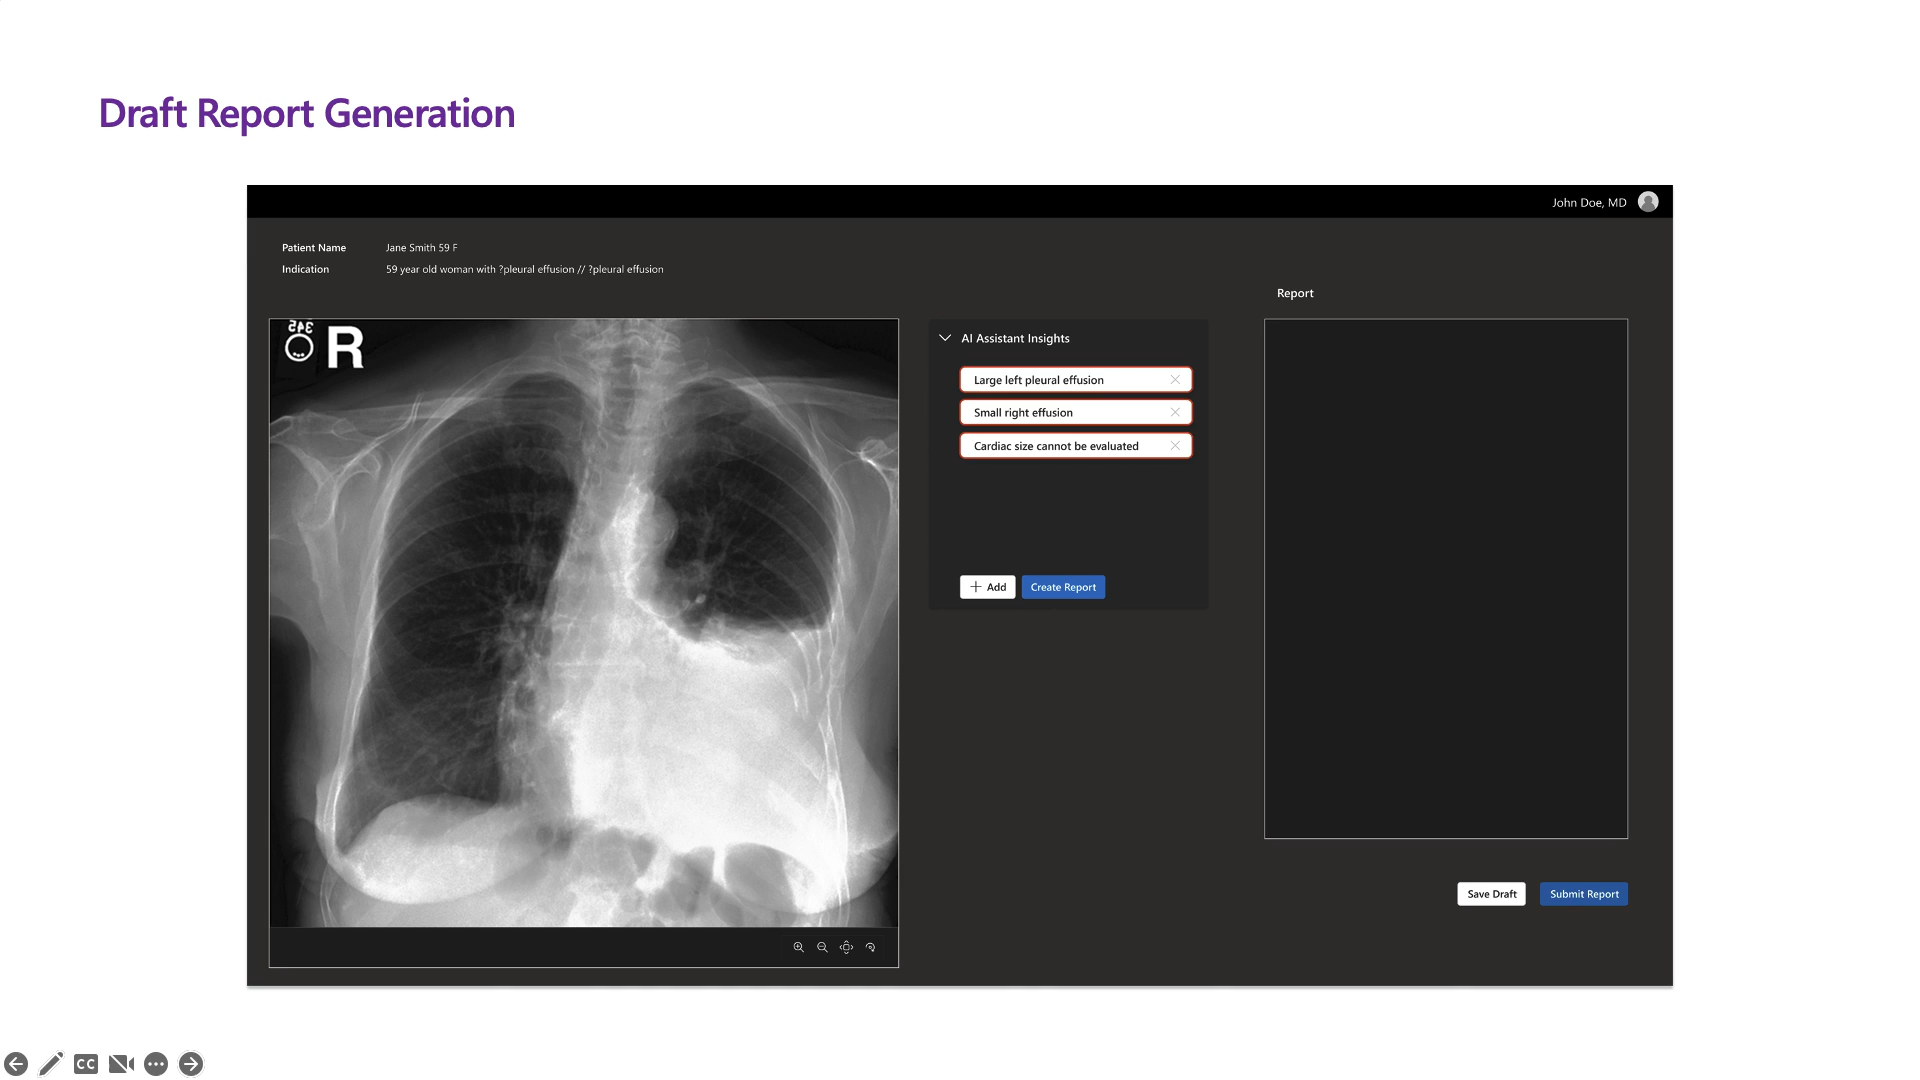 Draft Report Generation
John Doe, MD
Patient Name Jane Smith 59 F
Indication 59 year old woman with ?pleural effusion // ?pleural effusion
R
AI Assistant Insights
Large left pleural effusion
Small right effusion
Cardiac size cannot be evaluated
+ Add
Create Report
Report
Save Draft
Submit Report
CC